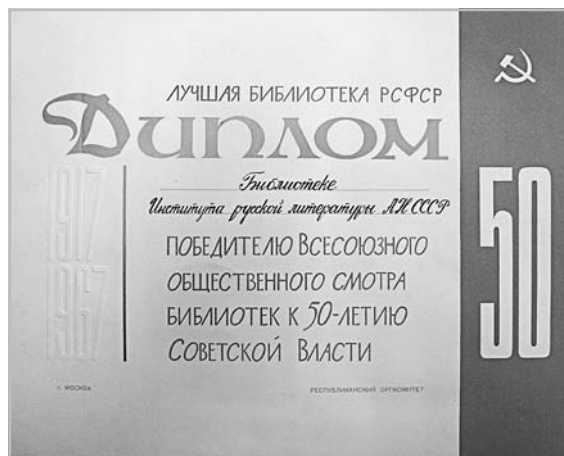 ЛУЧШАЯ БИБЛИОТЕКА РСФСР
ДИПЛОМ
Библиотеке
Института русской литературы АН СССР
1917
1967
ПОБЕДИТЕЛЮ ВСЕСОЮЗНОГО
ОБЩЕСТВЕННОГО СМОТРА
БИБЛИОТЕК К 50-ЛЕТИЮ
СОВЕТСКОЙ ВЛАСТИ
г. МОСКВА
РЕСПУБЛИКАНСКИЙ ОРГКОМИТЕТ
50